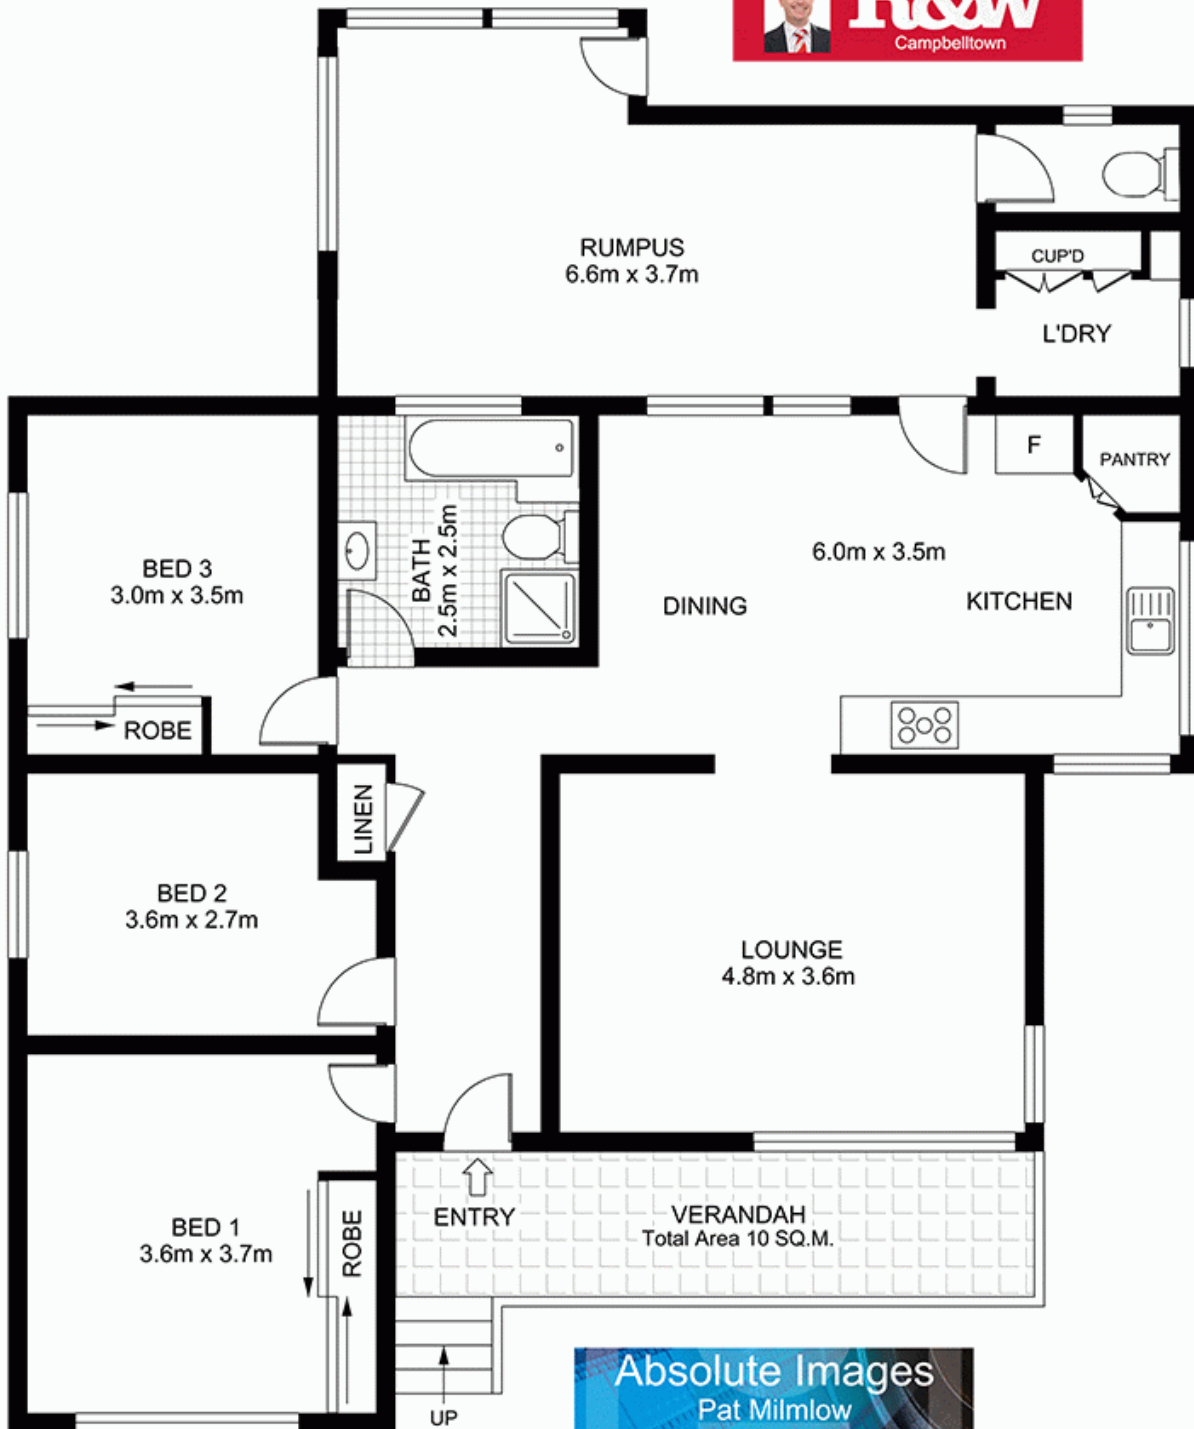 R&W
Campbelltown
RUMPUS
6.6m x 3.7m
CUP'D
L'DRY
F
PANTRY
BED 3
3.0m x 3.5m
BATH
2.5m x 2.5m
6.0m x 3.5m
DINING
KITCHEN
ROBE
LINEN
BED 2
3.6m x 2.7m
LOUNGE
4.8m x 3.6m
BED 1
3.6m x 3.7m
ROBE
ENTRY
VERANDAH
Total Area 10 SQ.M.
UP
Absolute Images
Pat Milmlow